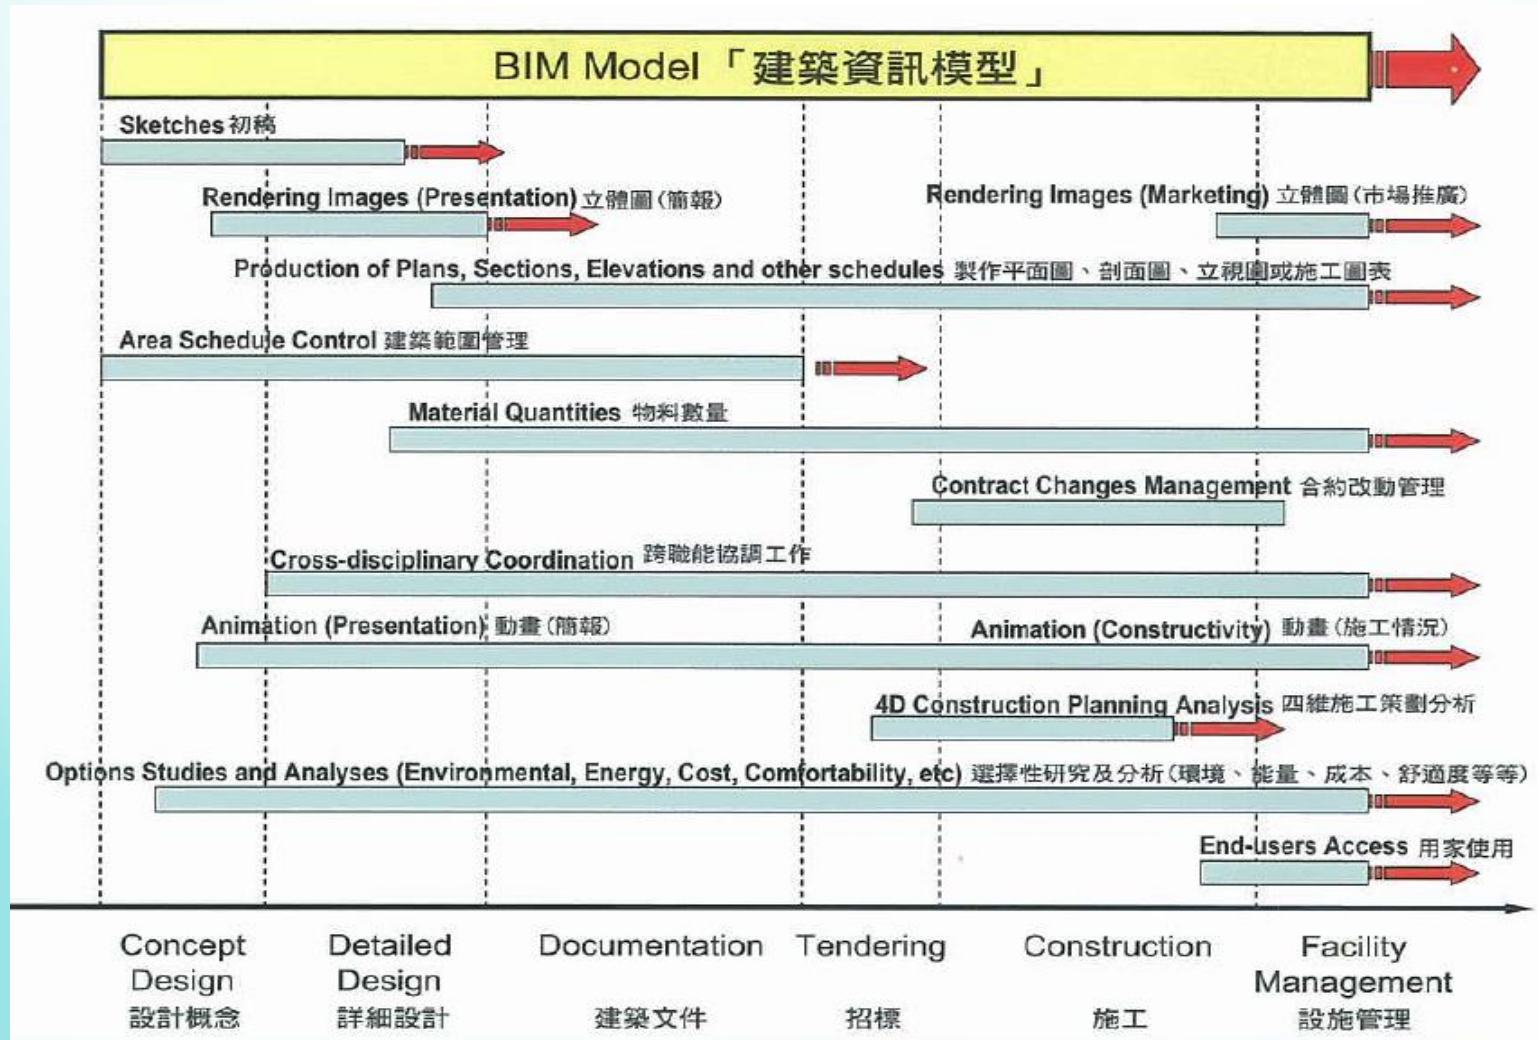 BIM Model「建築資訊模型」
Sketches 初稿
Rendering Images (Presentation) 立體圖(簡報)
Rendering Images (Marketing) 立體圖(市場推廣)
Production of Plans, Sections, Elevations and other schedules 製作平面圖、剖面圖、立視圖或施工圖表
Area Schedule Control 建築範圍管理
Material Quantities 物料數量
Contract Changes Management 合約改動管理
Cross-disciplinary Coordination 跨職能協調工作
Animation (Presentation) 動畫(簡報)
Animation (Constructivity) 動畫(施工情況)
4D Construction Planning Analysis 四維施工策劃分析
Options Studies and Analyses (Environmental, Energy, Cost, Comfortability, etc) 選擇性研究及分析(環境、能量、成本、舒適度等等)
End-users Access 用家使用
Concept
Design
設計概念
Detailed
Design
詳細設計
Documentation
建築文件
Tendering
招標
Construction
施工
Facility
Management
設施管理